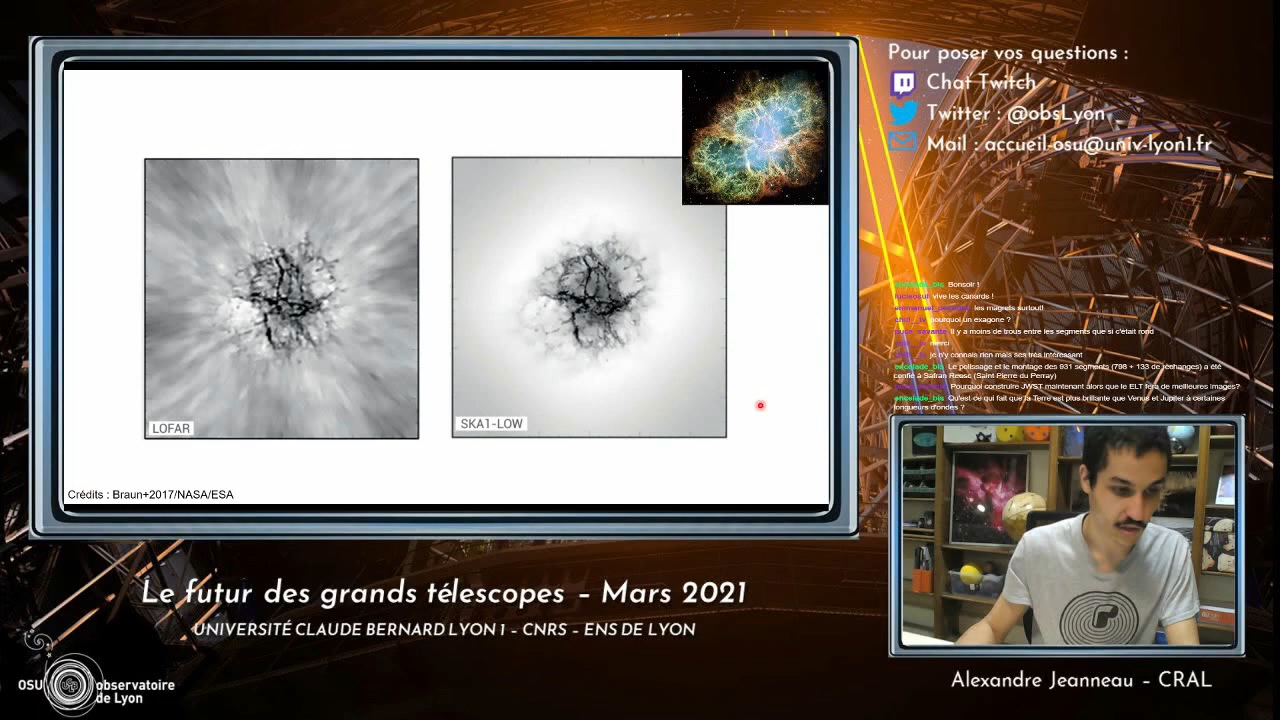 Pour poser vos questions :
Chat Twitch
Twitter : @obsLyon _
Mail : accueil-osu@univ-lyon1.fr
LOFAR
SKA1-LOW
Crédits : Braun+2017/NASA/ESA
Bonsoir !
vive les canards !
les magrets surtout!
pourquoi un exagone ?
Il y a moins de trous entre les segments que si c'était rond
merci
je n'y connais rien mais ses très intéressant
encelade_bis Le polissage et le montage des 931 segments (798 + 133 de rechanges) a été
confié à Safran Reosc (Saint Pierre du Perray)
Pourquoi construire JWST maintenant alors que le ELT fera de meilleures images?
encelade_bis Qu'est-ce qui fait que la Terre est plus brillante que Venus et Jupiter à certaines
longueurs d'ondes ?
Le futur des grands télescopes – Mars 2021
UNIVERSITÉ CLAUDE BERNARD LYON 1 - CNRS - ENS DE LYON
OSUL observatoire
de Lyon
Alexandre Jeanneau – CRAL